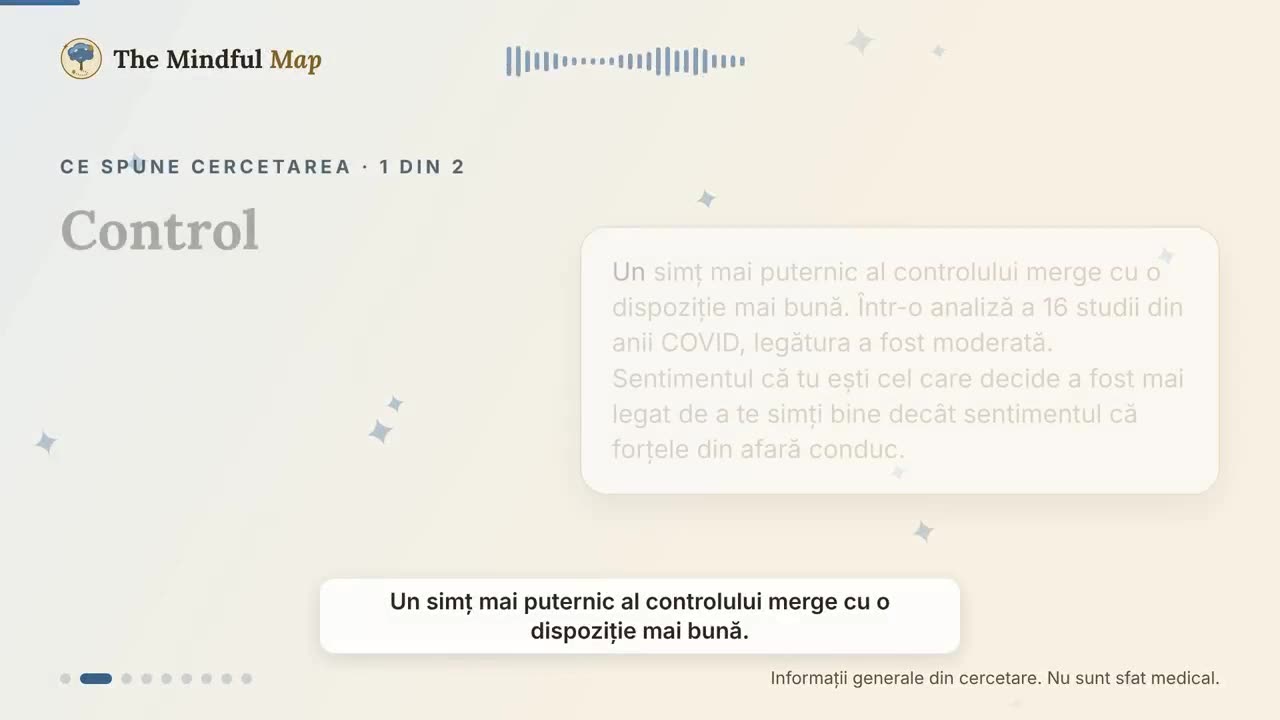 The Mindful Map
CE SPUNE CERCETAREA · 1 DIN 2
Control
Un simț mai puternic al controlului merge cu o
dispoziție mai bună. Într-o analiză a 16 studii din
anii COVID, legătura a fost moderată.
Sentimentul că tu ești cel care decide a fost mai
legat de a te simți bine decât sentimentul că
forțele din afară conduc.
Un simț mai puternic al controlului merge cu o
dispoziție mai bună.
Informații generale din cercetare. Nu sunt sfat medical.